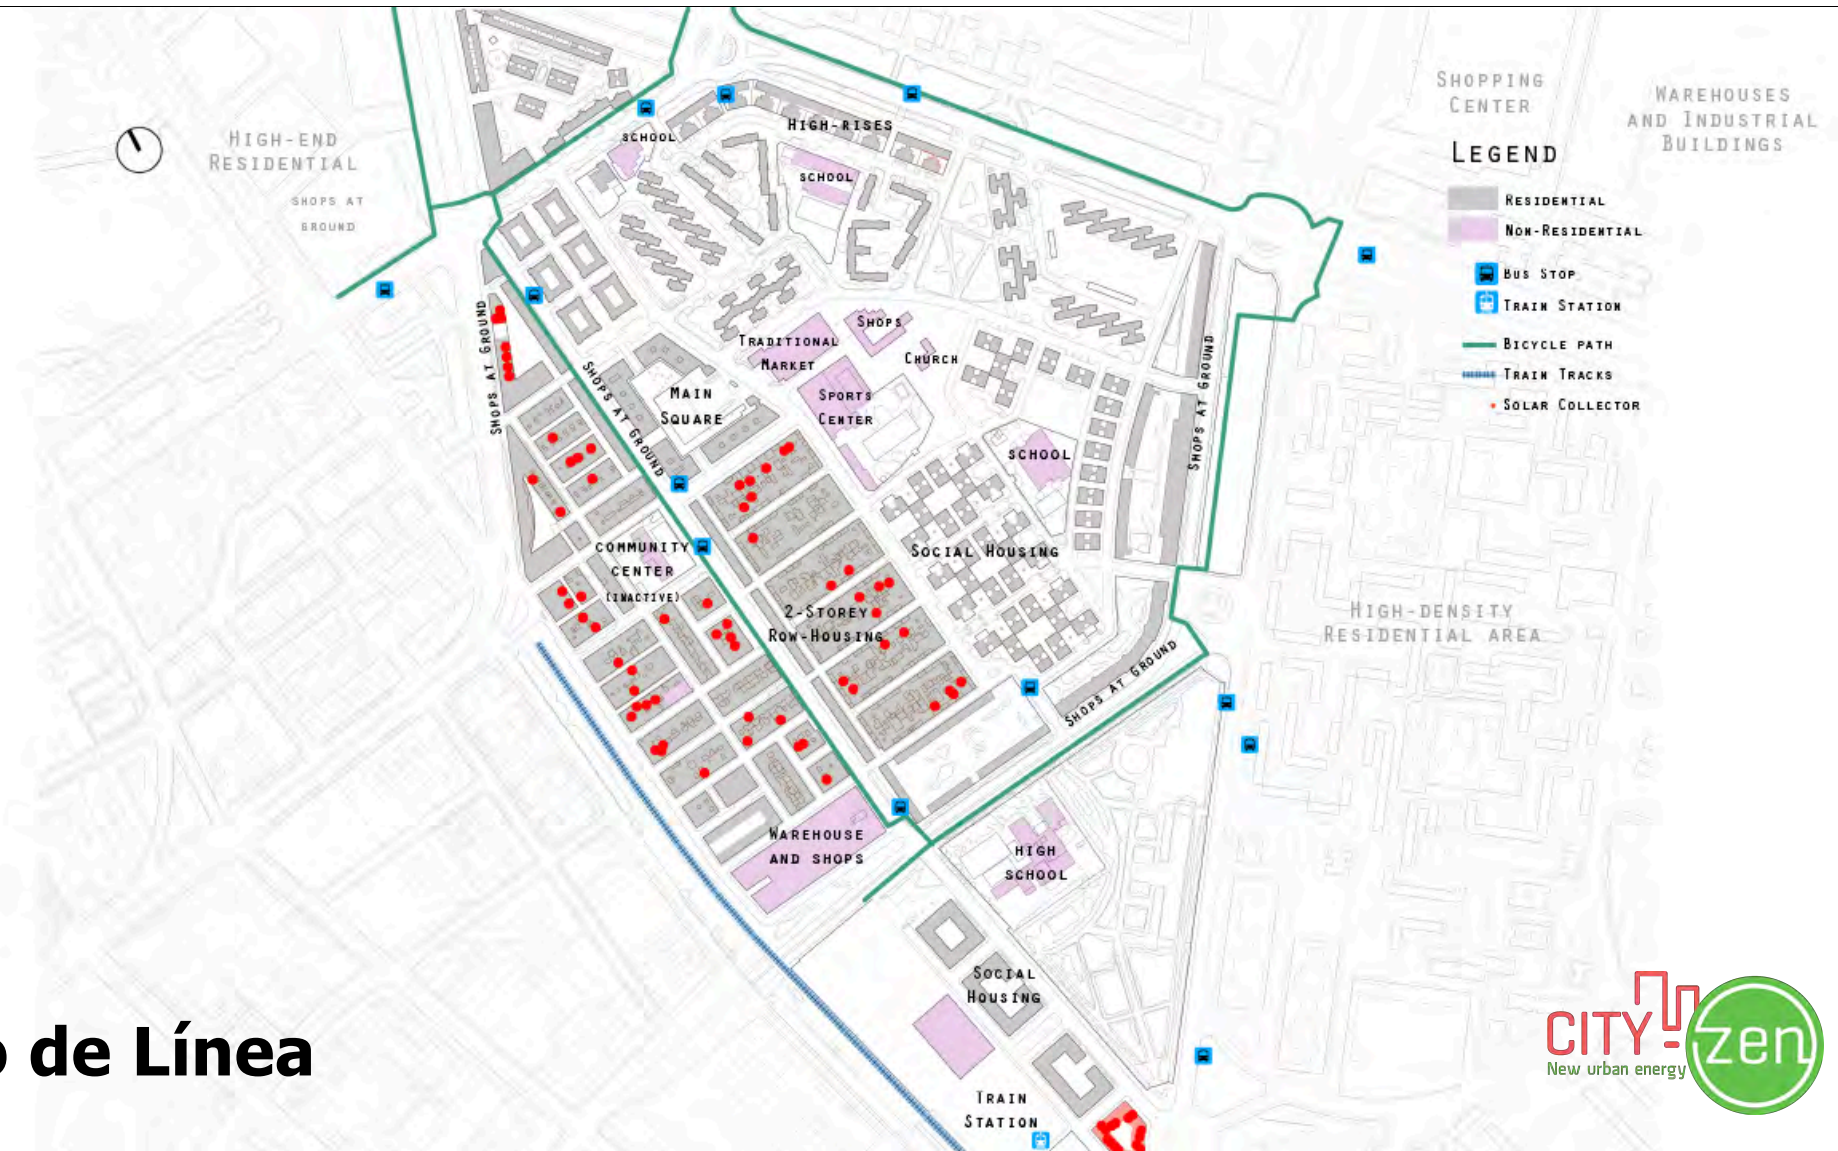 SHOPPING
CENTER
WAREHOUSES
AND INDUSTRIAL
BUILDINGS
HIGH-END
RESIDENTIAL
SHOPS AT
GROUND
LEGEND
RESIDENTIAL
NON-RESIDENTIAL
BUS STOP
TRAIN STATION
BICYCLE PATH
TRAIN TRACKS
SOLAR COLLECTOR
SCHOOL
HIGH-RISES
SCHOOL
SHOPS AT GROUND
SHOPS AT GROUND
TRADITIONAL
MARKET
SHOPS
CHURCH
MAIN
SQUARE
SPORTS
CENTER
SCHOOL
SHOPS AT GROUND
COMMUNITY
CENTER
(INACTIVE)
SOCIAL HOUSING
2-STOREY
ROW-HOUSING
HIGH-DENSITY
RESIDENTIAL AREA
SHOPS AT GROUND
WAREHOUSE
AND SHOPS
HIGH
SCHOOL
SOCIAL
HOUSING
TRAIN
STATION
de Línea
CITY
zen
New urban energy